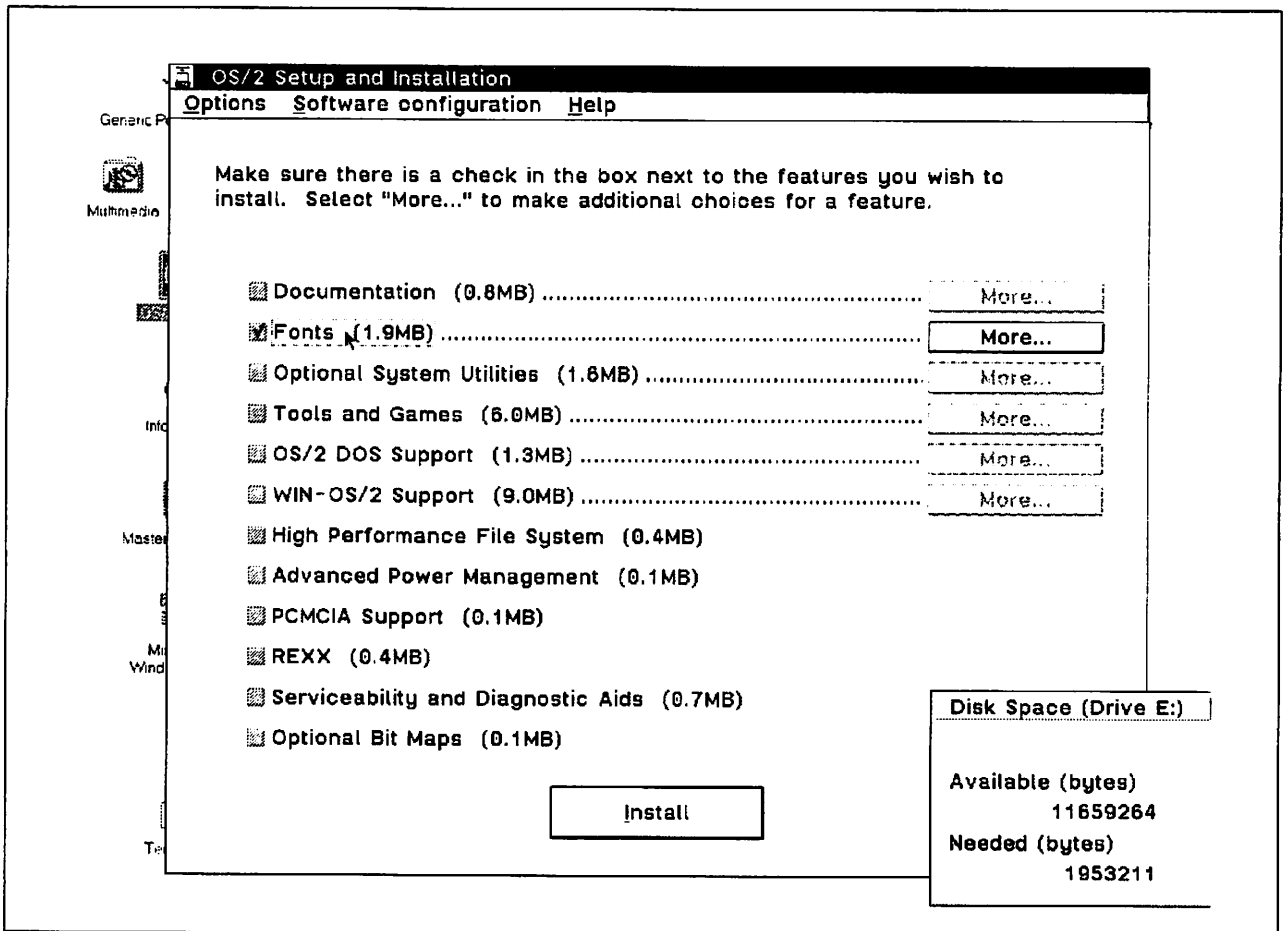 OS/2 Setup and Installation
Options Software configuration Help
Generic
Make sure there is a check in the box next to the features you wish to
install. Select "More..." to make additional choices for a feature.
Multimedia
Documentation (0.8MB) More...
Fonts (1.9MB) More...
Optional System Utilities (1.6MB) More...
Tools and Games (6.0MB) More...
OS/2 DOS Support (1.3MB) More...
WIN-OS/2 Support (9.0MB) More...
High Performance File System (0.4MB)
Master
Advanced Power Management (0.1MB)
PCMCIA Support (0.1MB)
REXX (0.4MB)
Wind
Serviceability and Diagnostic Aids (0.7MB)
Disk Space (Drive E:)
Optional Bit Maps (0.1MB)
Available (bytes)
11659264
Install
Needed (bytes)
1953211